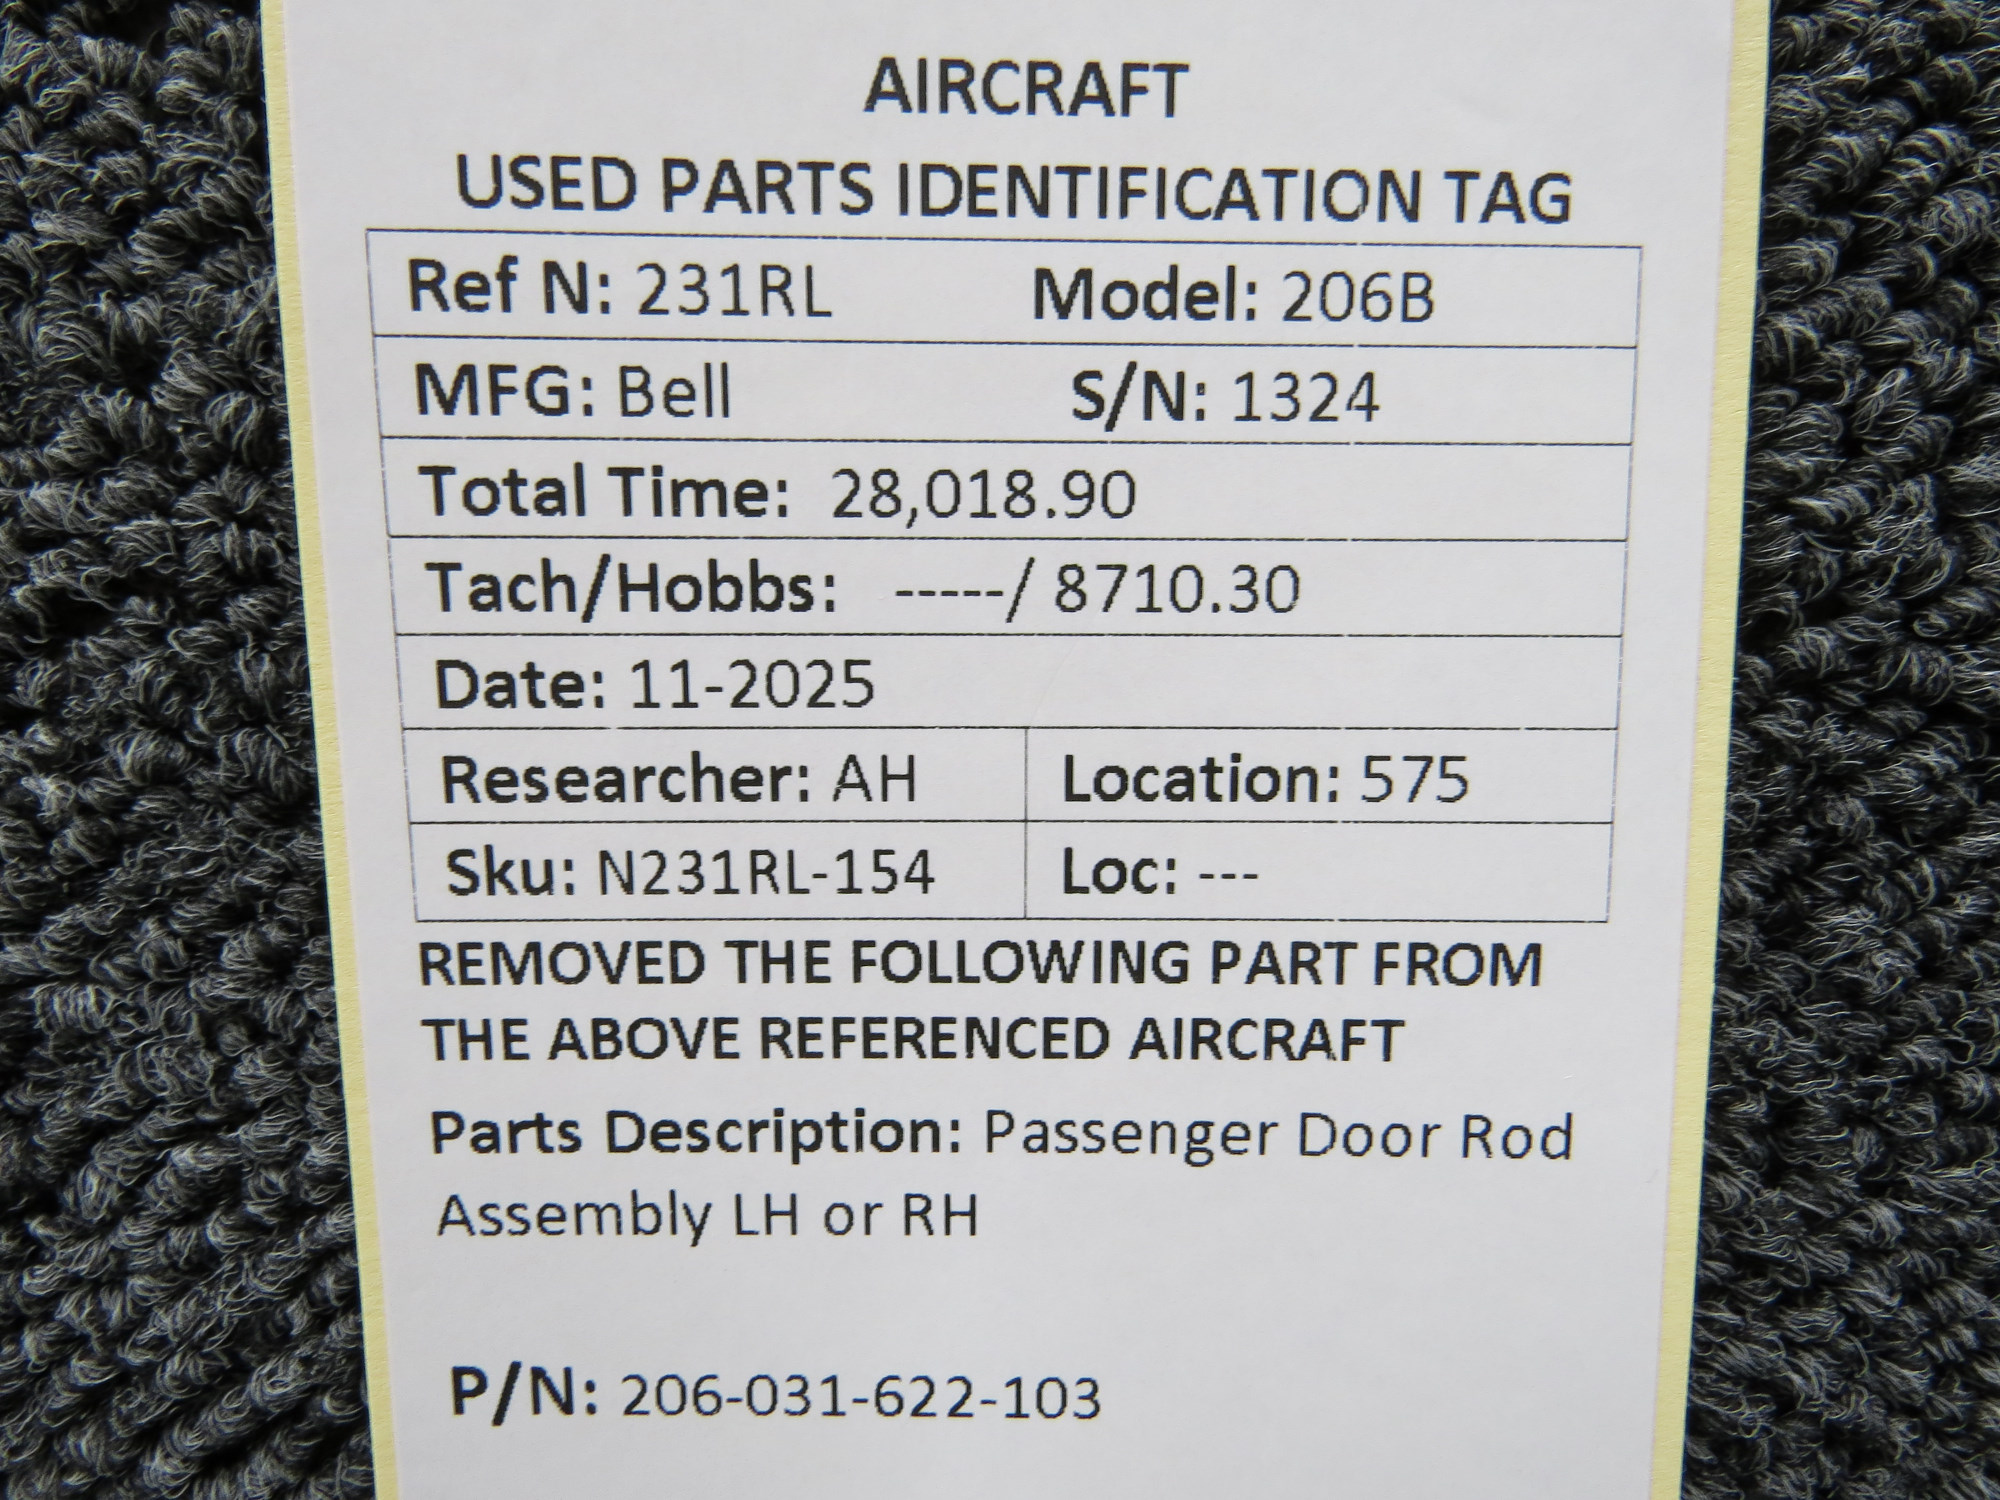 AIRCRAFT
USED PARTS IDENTIFICATION TAG
Ref N: 231RL Model: 206B
MFG: Bell S/N: 1324
Total Time: 28,018.90
Tach/Hobbs: -----/ 8710.30
Date: 11-2025
Researcher: AH Location: 575
Sku: N231RL-154 Loc: ---
REMOVED THE FOLLOWING PART FROM
THE ABOVE REFERENCED AIRCRAFT
Parts Description: Passenger Door Rod
Assembly LH or RH
P/N: 206-031-622-103